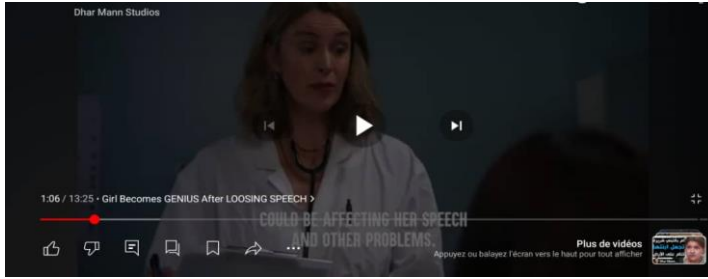 Dhar Mann Studios
1:06 / 13:25 • Girl Becomes GENIUS After LOOSING SPEECH >
COULD BE AFFECTING HER SPEECH
AND OTHER PROBLEMS.
Plus de vidéos
Appuyez ou balayez l'écran vers le haut pour tout afficher